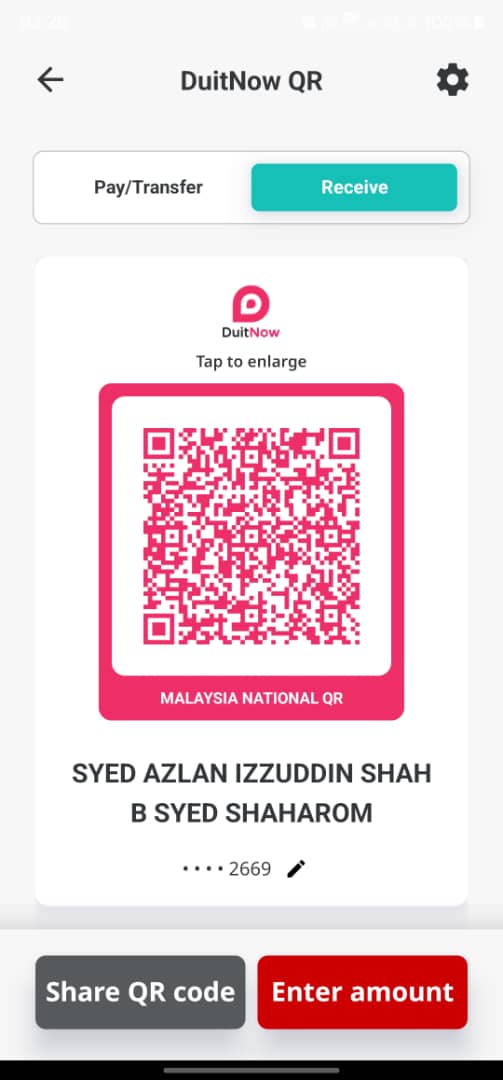 DuitNow QR
Pay/Transfer
Receive
DuitNow
Tap to enlarge
MALAYSIA NATIONAL QR
SYED AZLAN IZZUDDIN SHAH
B SYED SHAHAROM
•••• 2669
Share QR code
Enter amount